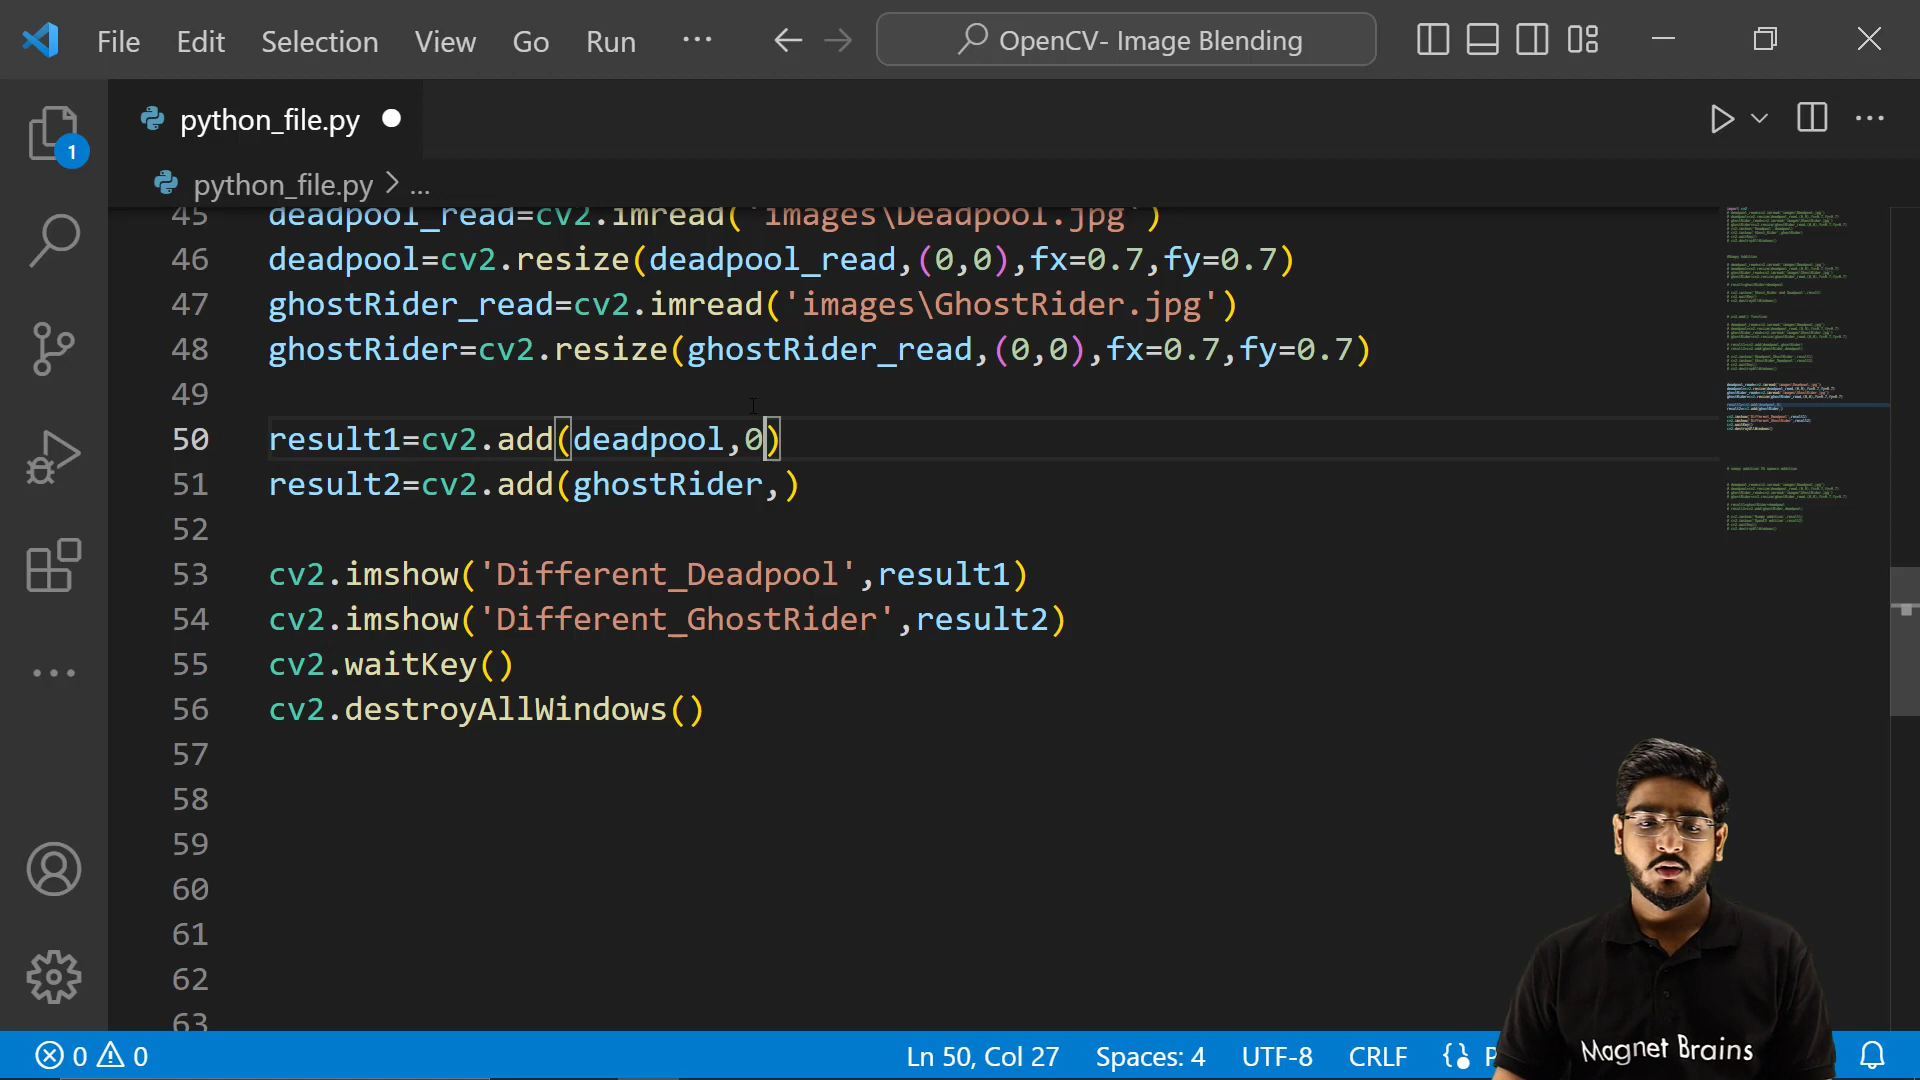 File Edit Selection View Go Run ··· OpenCV- Image Blending
python_file.py
1
python_file.py > ...
45 deadpool_read=cv2.imread('images\Deadpool.jpg')
46 deadpool=cv2.resize(deadpool_read,(0,0),fx=0.7,fy=0.7)
47 ghostRider_read=cv2.imread('images\GhostRider.jpg')
48 ghostRider=cv2.resize(ghostRider_read,(0,0),fx=0.7,fy=0.7)
49
50 result1=cv2.add(deadpool,0)
51 result2=cv2.add(ghostRider,)
52
53 cv2.imshow('Different_Deadpool',result1)
54 cv2.imshow('Different_GhostRider',result2)
55 cv2.waitKey()
56 cv2.destroyAllWindows()
57
58
59
60
61
62
63
Magnet Brains
0 0 Ln 50, Col 27 Spaces: 4 UTF-8 CRLF {}